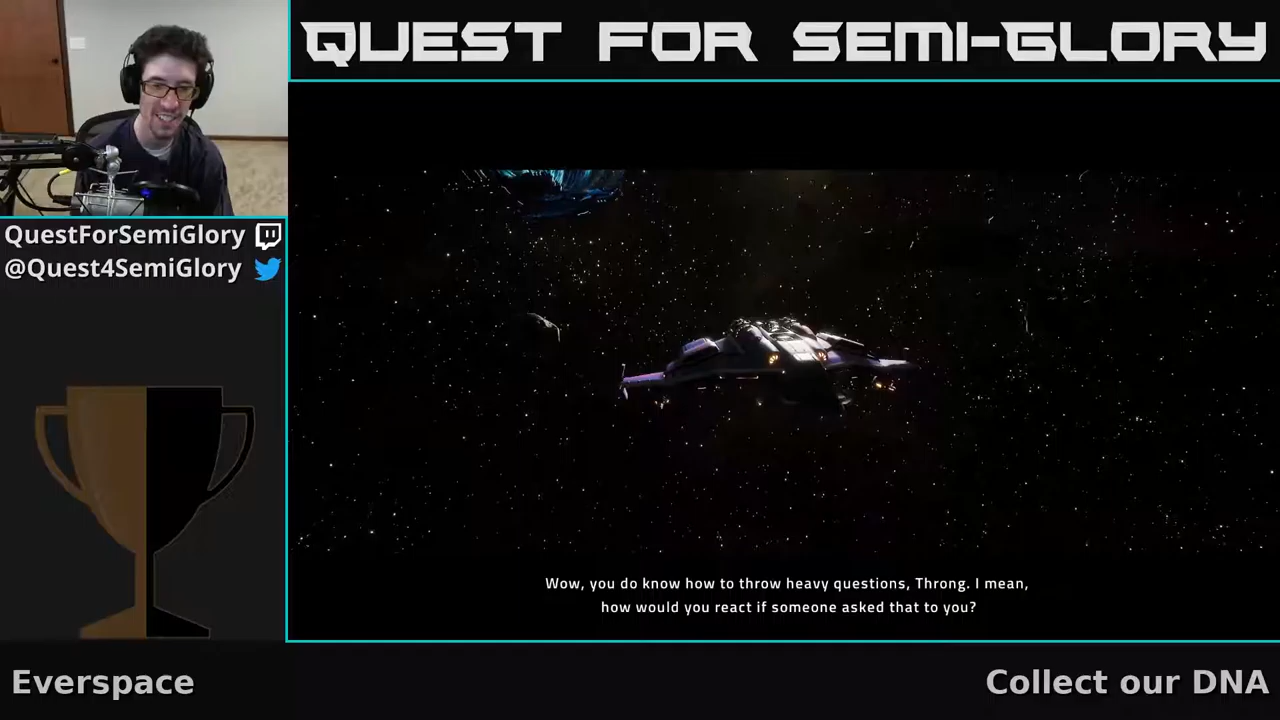 QUEST FOR SEMI-GLORY
QuestForSemiGlory
@Quest4SemiGlory
Wow, you do know how to throw heavy questions, Throng. I mean,
how would you react if someone asked that to you?
Everspace
Collect our DNA